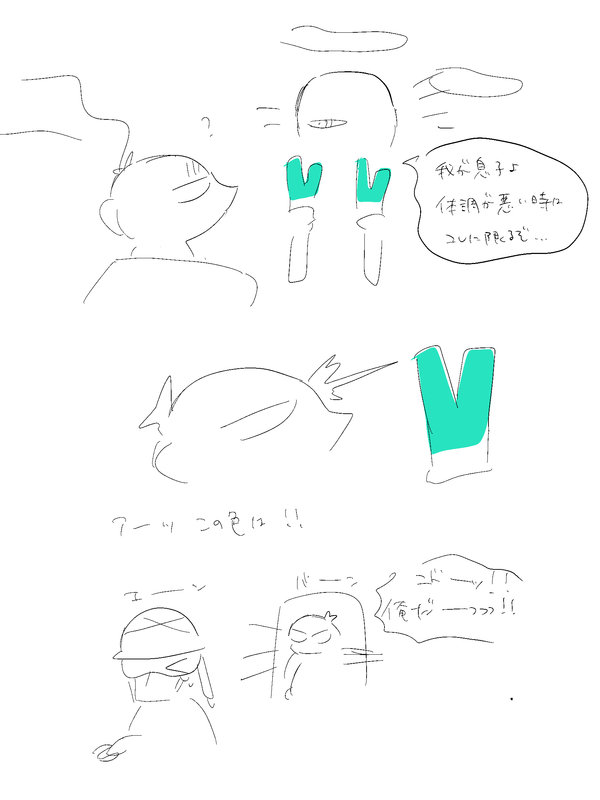 ?
我が息子よ
体調が悪い時は
コレに限るぞ…
アーッ この色は!!
エーン
バーン
コドーッ!!
俺だーっっっ!!